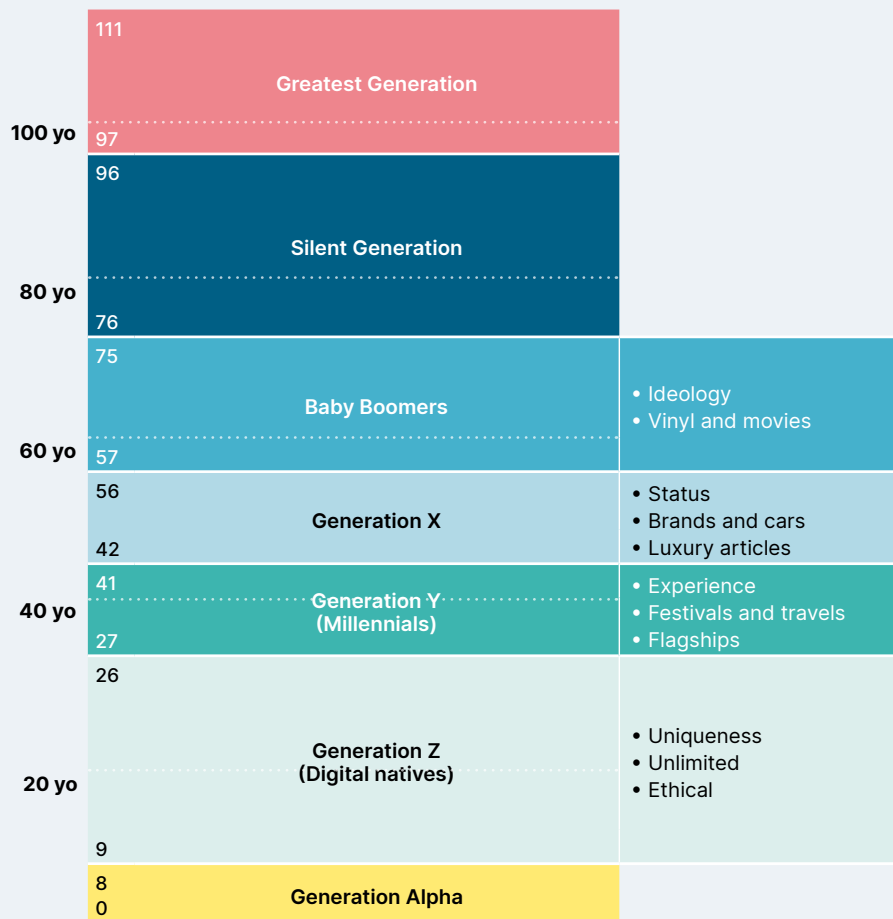 111
Greatest Generation
100 yo
97
96
Silent Generation
80 yo
76
75
Baby Boomers
• Ideology
• Vinyl and movies
60 yo
57
56
Generation X
42
• Status
• Brands and cars
• Luxury articles
41
Generation Y
(Millennials)
40 yo
27
• Experience
• Festivals and travels
• Flagships
26
Generation Z
(Digital natives)
20 yo
9
• Uniqueness
• Unlimited
• Ethical
8
Generation Alpha
0